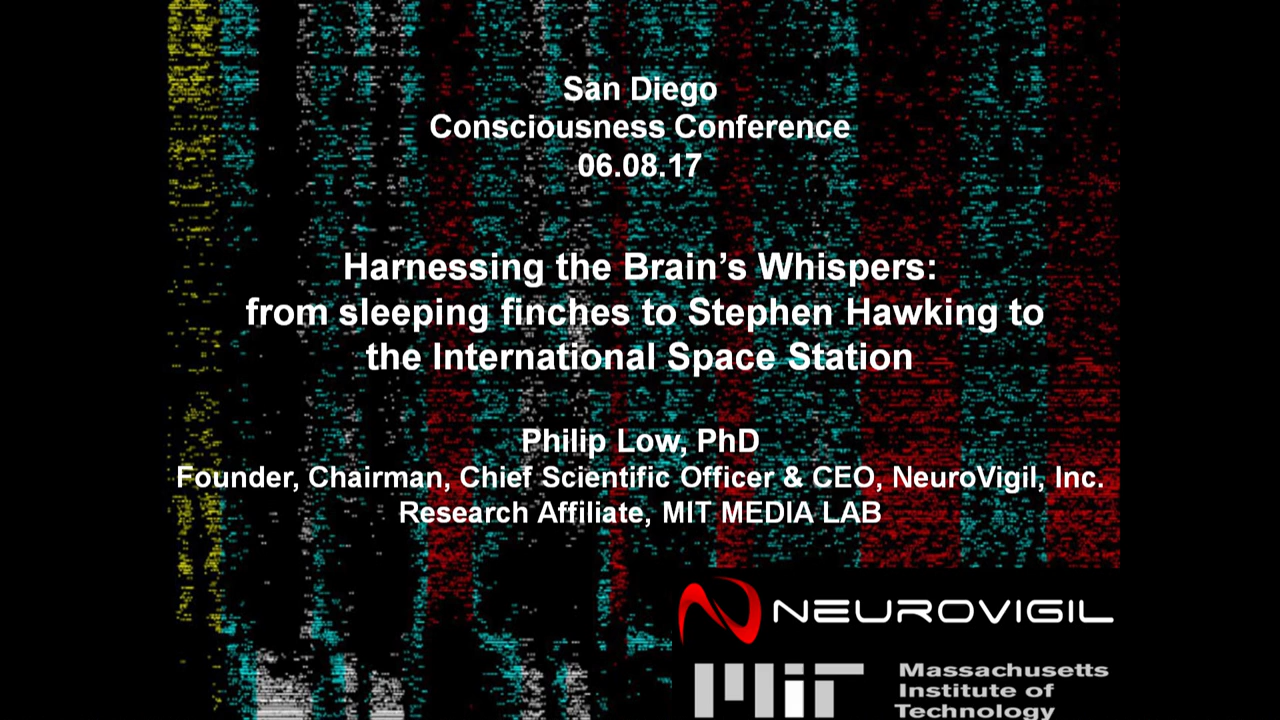 San Diego
Consciousness Conference
06.08.17
Harnessing the Brain’s Whispers:
from sleeping finches to Stephen Hawking to
the International Space Station
Philip Low, PhD
Founder, Chairman, Chief Scientific Officer & CEO, NeuroVigil, Inc.
Research Affiliate, MIT MEDIA LAB
NEUROVIGIL
MIT Massachusetts
Institute of
Technology